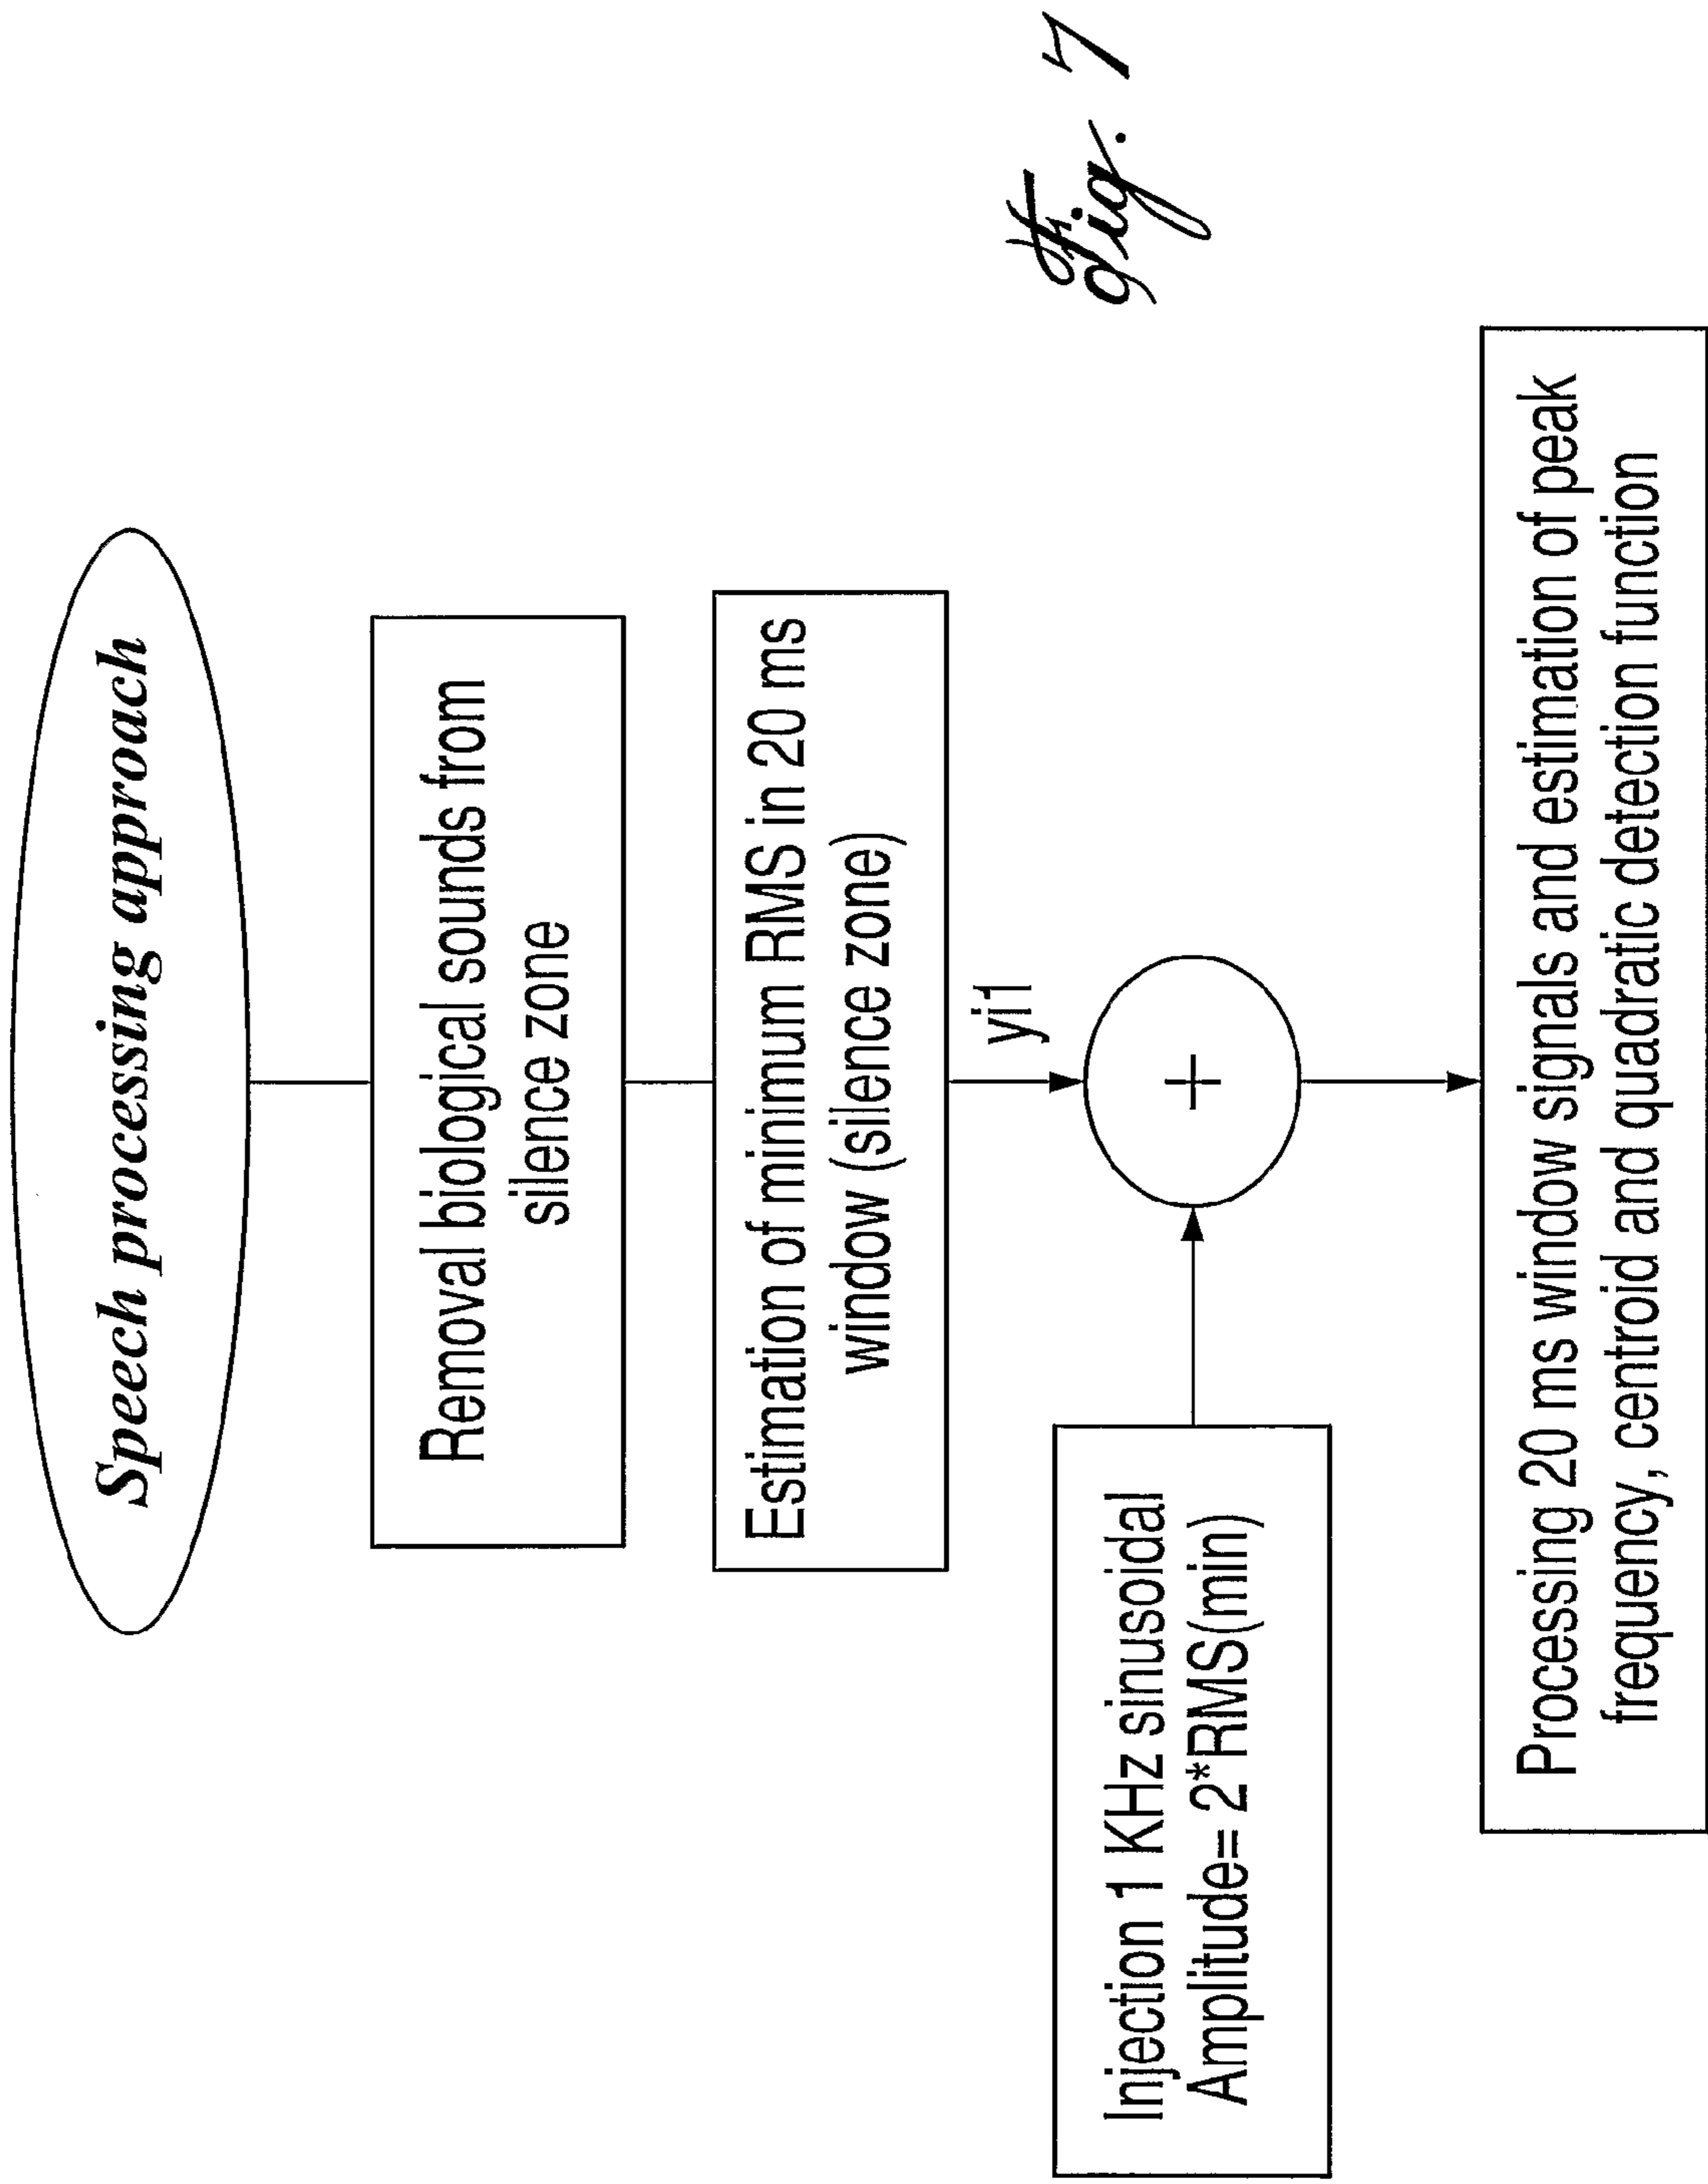 Speech processing approach
Removal biological sounds from
silence zone
Estimation of minimum RMS in 20 ms
window (silence zone)
yi1
+
Injection 1 KHz sinusoidal
Amplitude= 2*RMS(min)
Processing 20 ms window signals and estimation of peak
frequency, centroid and quadratic detection function
Fig. 7